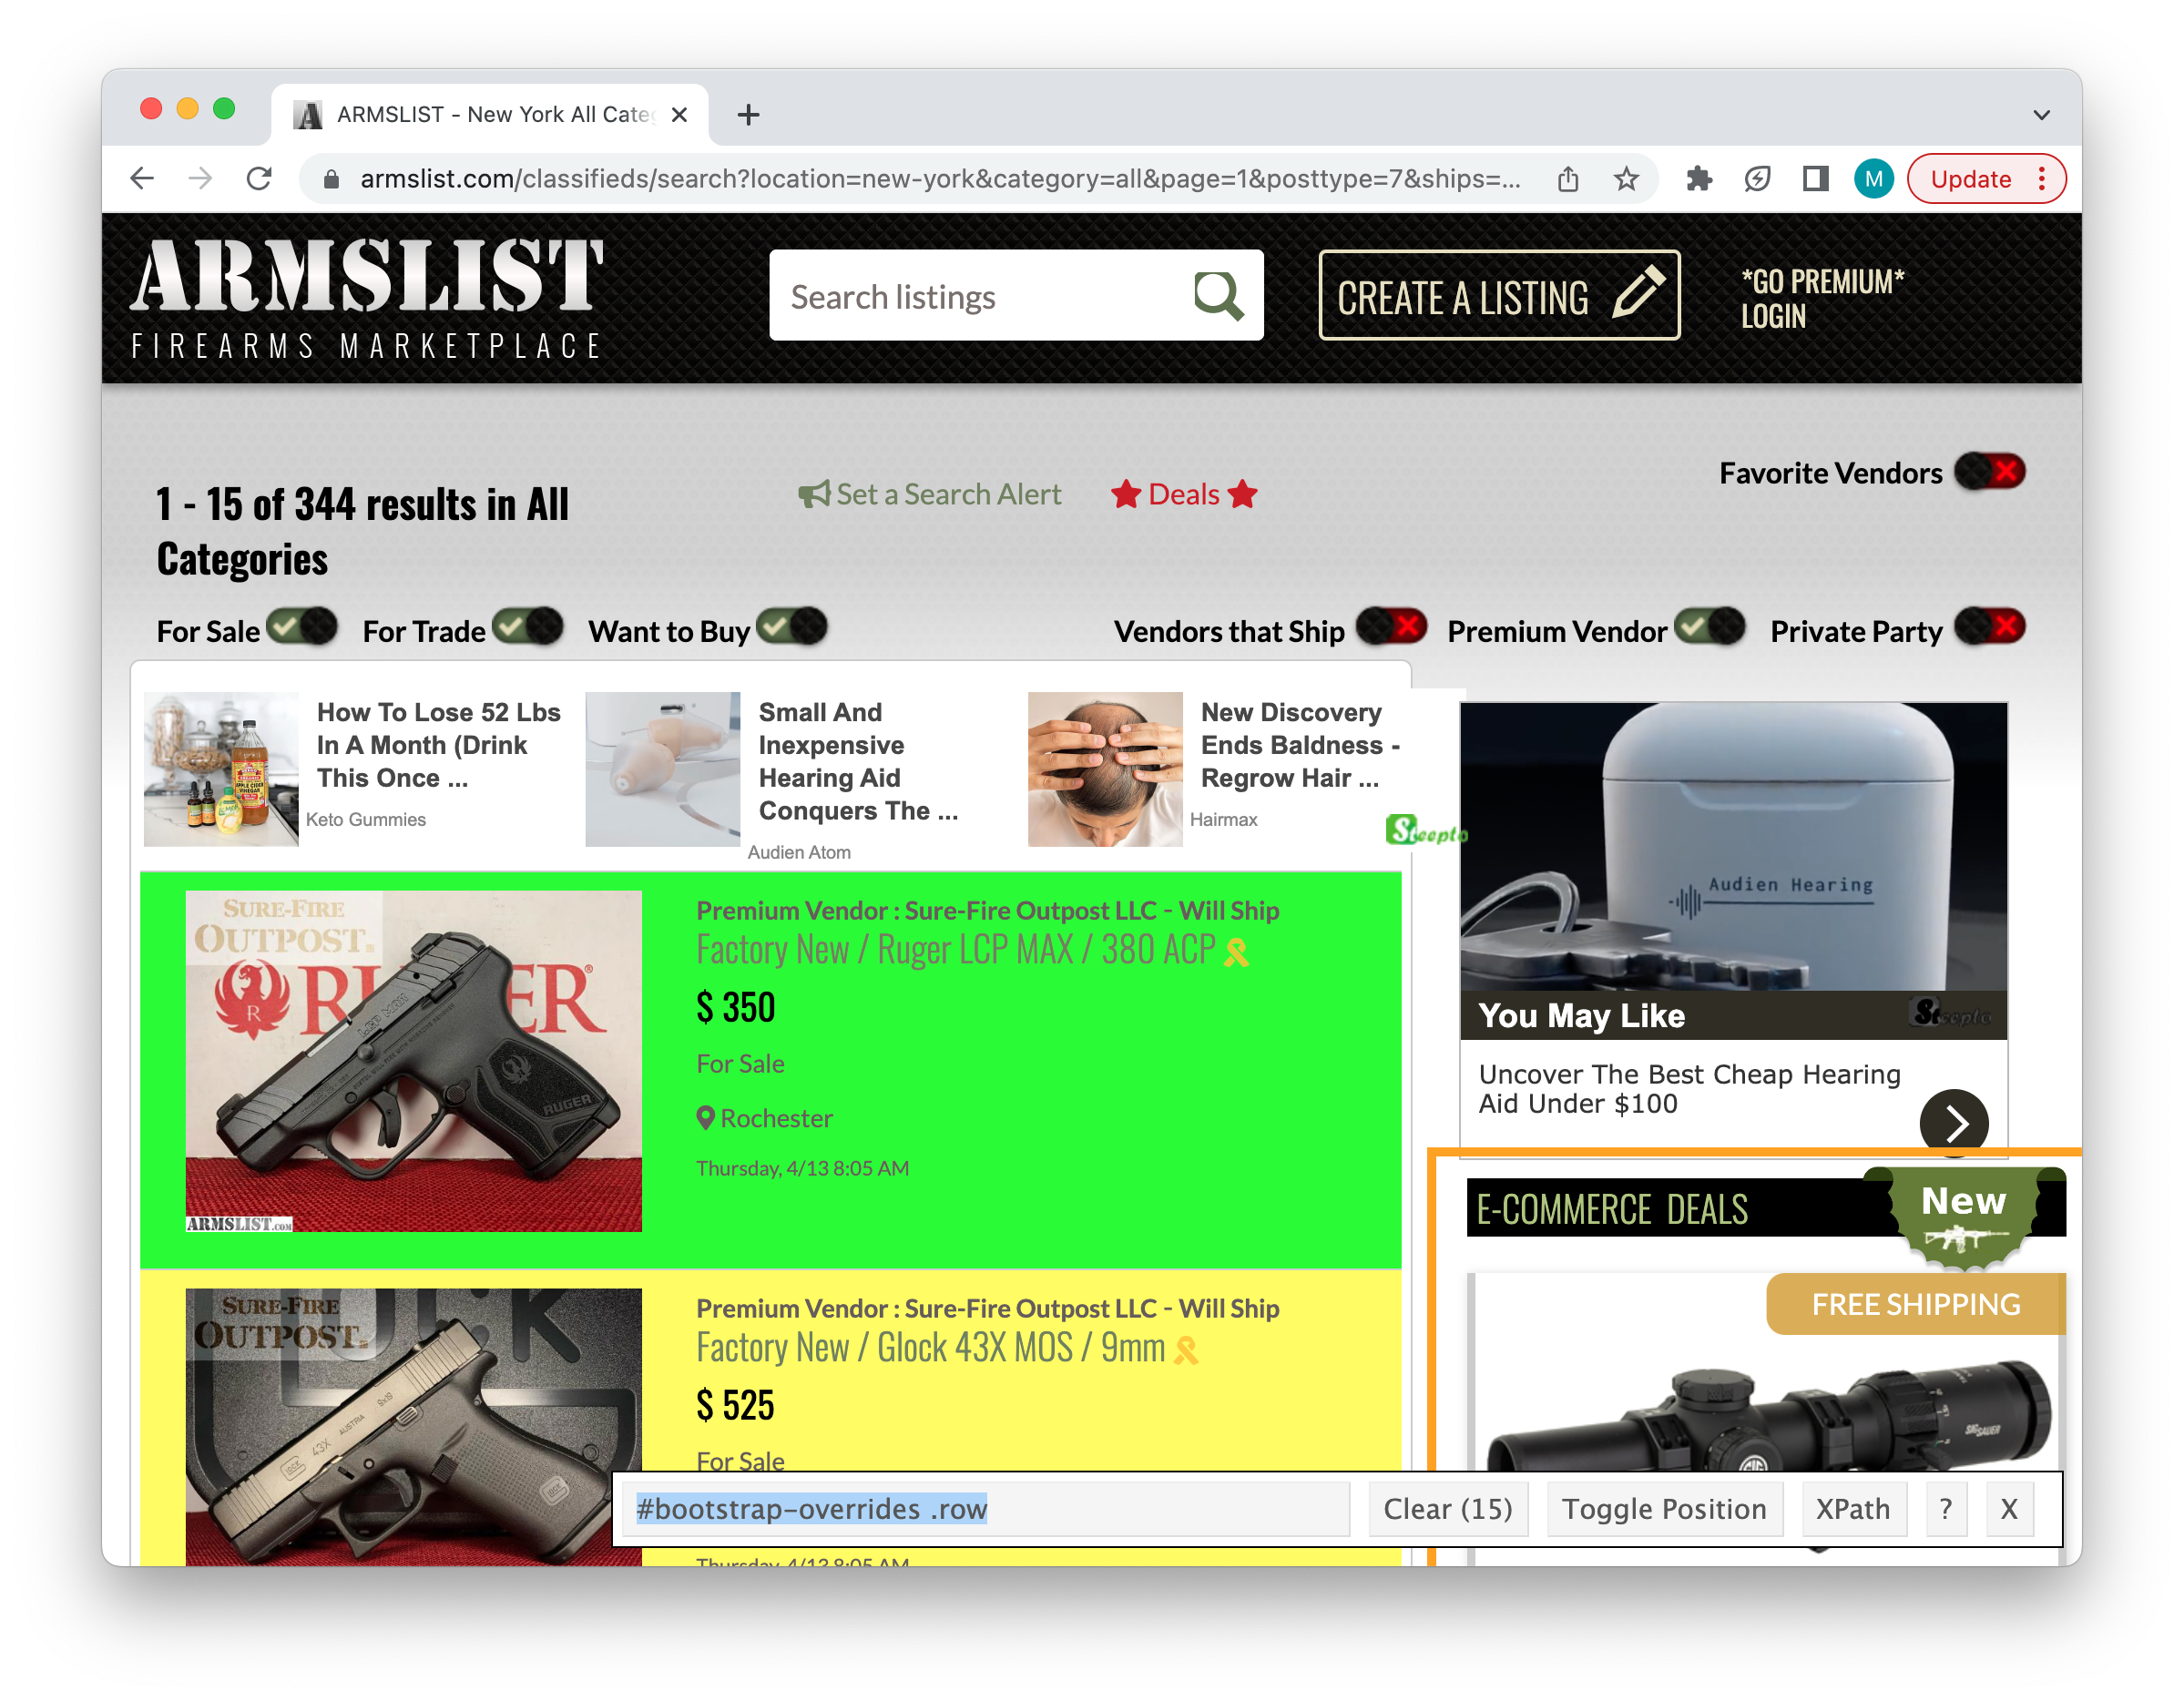 ARMSLIST - New York All Cate
armslist.com/classifieds/search?location=new-york&category=all&page=1&posttype=7&ships=...
M
Update
ARMSLIST
FIREARMS MARKETPLACE
Search listings
CREATE A LISTING
*GO PREMIUM*
LOGIN
1 - 15 of 344 results in All
Categories
Set a Search Alert
Deals
Favorite Vendors
For Sale
For Trade
Want to Buy
Vendors that Ship
Premium Vendor
Private Party
How To Lose 52 Lbs
In A Month (Drink
This Once ...
Keto Gummies
Small And
Inexpensive
Hearing Aid
Conquers The ...
Audien Atom
New Discovery
Ends Baldness -
Regrow Hair ...
Hairmax
Steepto
Audien Hearing
You May Like
Steepto
Uncover The Best Cheap Hearing
Aid Under $100
SURE-FIRE
OUTPOST
RUGER
ARMSLIST.COM
Premium Vendor : Sure-Fire Outpost LLC - Will Ship
Factory New / Ruger LCP MAX / 380 ACP
$ 350
For Sale
Rochester
Thursday, 4/13 8:05 AM
E-COMMERCE DEALS
New
FREE SHIPPING
SIG SAUER
SURE-FIRE
OUTPOST
43X
AUSTRIA
9x19
GLOCK
Premium Vendor : Sure-Fire Outpost LLC - Will Ship
Factory New / Glock 43X MOS / 9mm
$ 525
For Sale
Thursday, 4/13 8:05 AM
#bootstrap-overrides .row
Clear (15)
Toggle Position
XPath
?
X